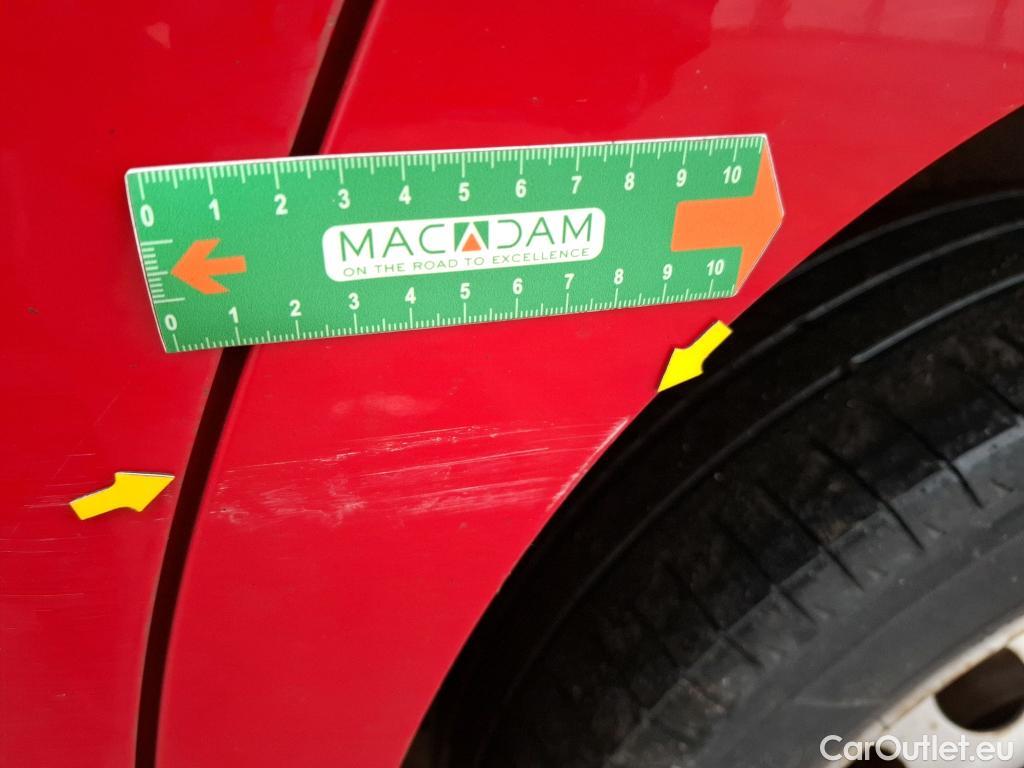 0 1 2 3 4 5 6 7 8 9 10
MACADAM
ON THE ROAD TO EXCELLENCE
0 1 2 3 4 5 6 7 8 9 10
CarOutlet.eu